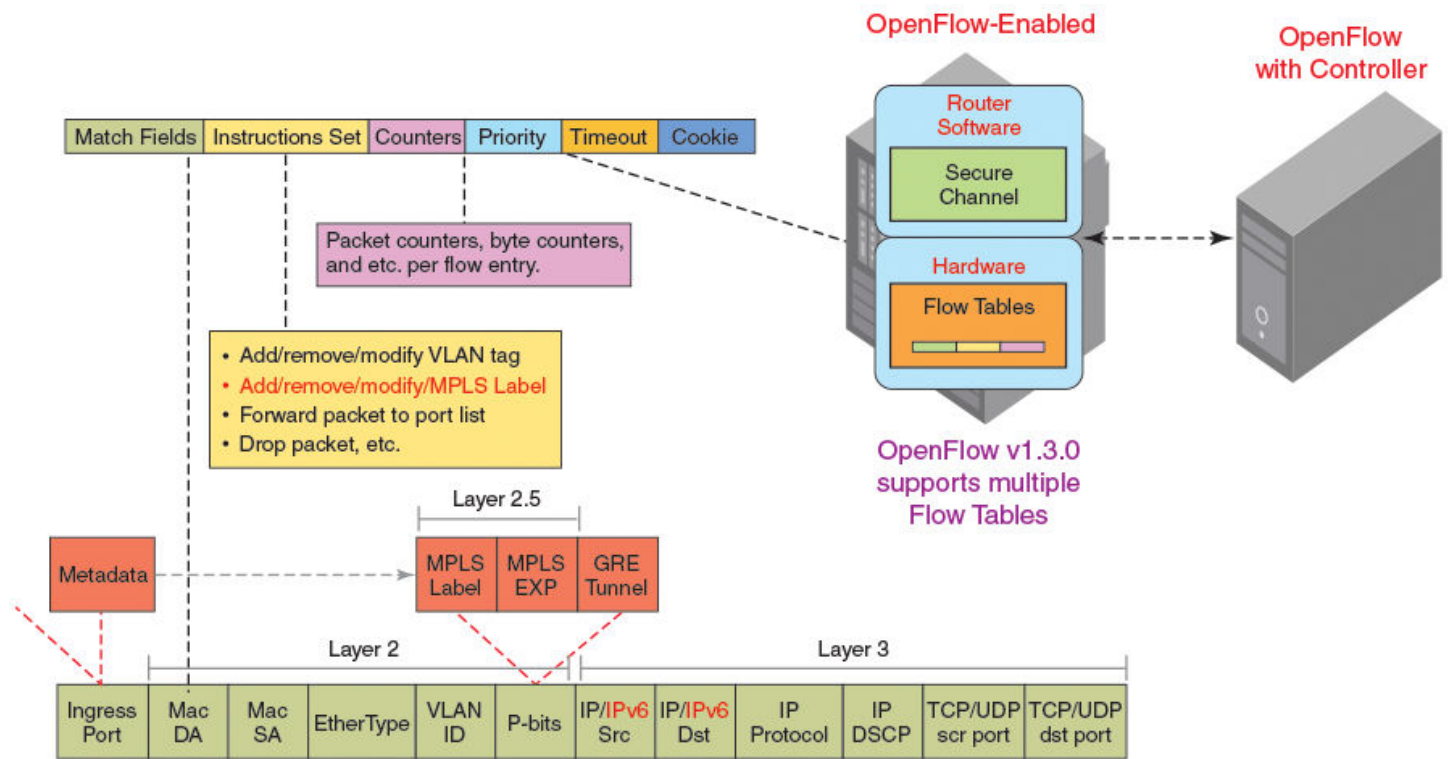 OpenFlow-Enabled
OpenFlow
with Controller
Router
Software
Secure
Channel
Hardware
Flow Tables
OpenFlow v1.3.0
supports multiple
Flow Tables
Match Fields Instructions Set Counters Priority Timeout Cookie
Packet counters, byte counters,
and etc. per flow entry.
• Add/remove/modify VLAN tag
• Add/remove/modify/MPLS Label
• Forward packet to port list
• Drop packet, etc.
Layer 2.5
Metadata
MPLS
Label
MPLS
EXP
GRE
Tunnel
Layer 2
Layer 3
Ingress
Port
Mac
DA
Mac
SA
EtherType
VLAN
ID
P-bits
IP/IPv6
Src
IP/IPv6
Dst
IP
Protocol
IP
DSCP
TCP/UDP
scr port
TCP/UDP
dst port